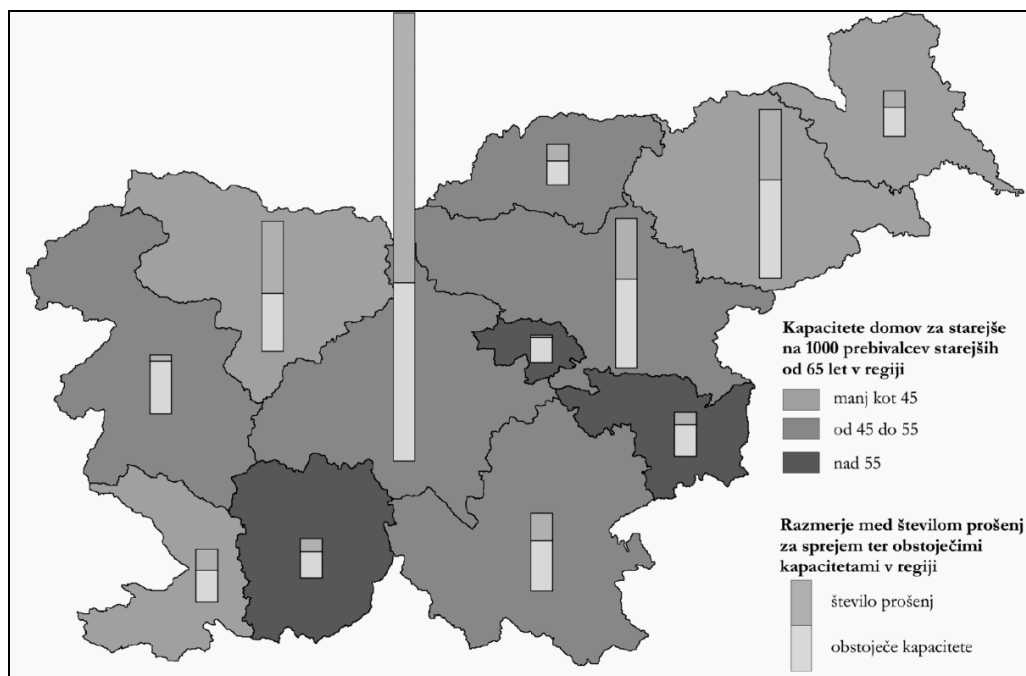 Kapacitete domov za starejše
na 1000 prebivalcev starejših
od 65 let v regiji
manj kot 45
od 45 do 55
nad 55
Razmerje med številom prošenj
za sprejem ter obstoječimi
kapacitetami v regiji
število prošenj
obstoječe kapacitete